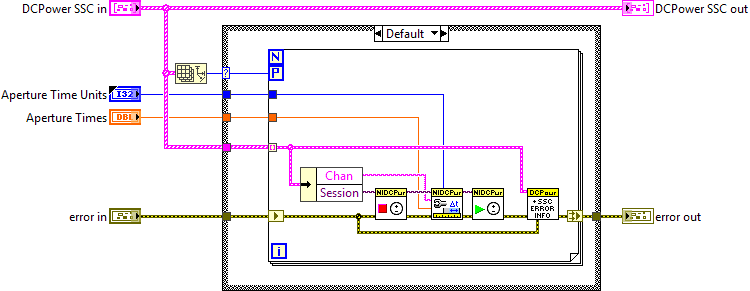 DCPower SSC in
DCPower SSC out
Default
N
P
?
Aperture Time Units
I32
Aperture Times
DBL
Chan
Session
NIDCPwr
NIDCPwr
Δt
NIDCPwr
DCPwr
+SSC
ERROR
INFO
error in
error out
i